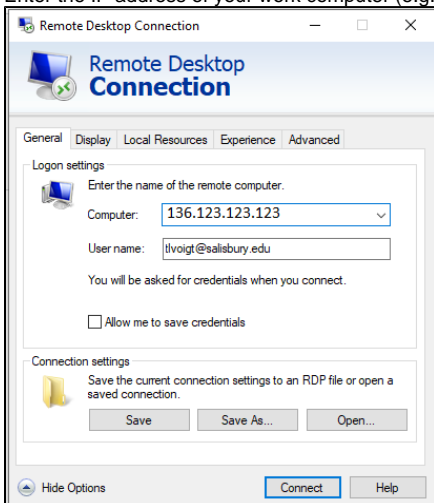 Enter the IP address of your work computer (e.g.
Remote Desktop Connection
Remote Desktop
Connection
General Display Local Resources Experience Advanced
Logon settings
Enter the name of the remote computer.
Computer: 136.123.123.123
User name: tlvoigt@salisbury.edu
You will be asked for credentials when you connect.
Allow me to save credentials
Connection settings
Save the current connection settings to an RDP file or open a
saved connection.
Save Save As... Open...
Hide Options Connect Help